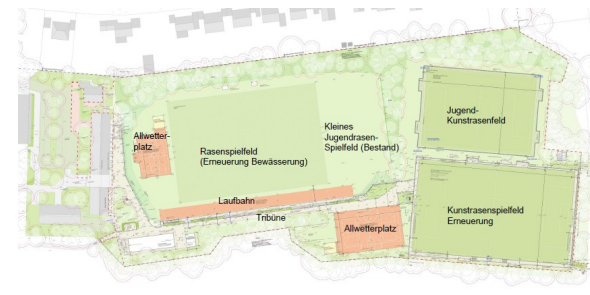 Allwetter-
platz
Rasenspielfeld
(Erneuerung Bewässerung)
Kleines
Jugendrasen-
Spielfeld (Bestand)
Jugend-
Kunstrasenfeld
Laufbahn
Tribüne
Allwetterplatz
Kunstrasenspielfeld
Erneuerung